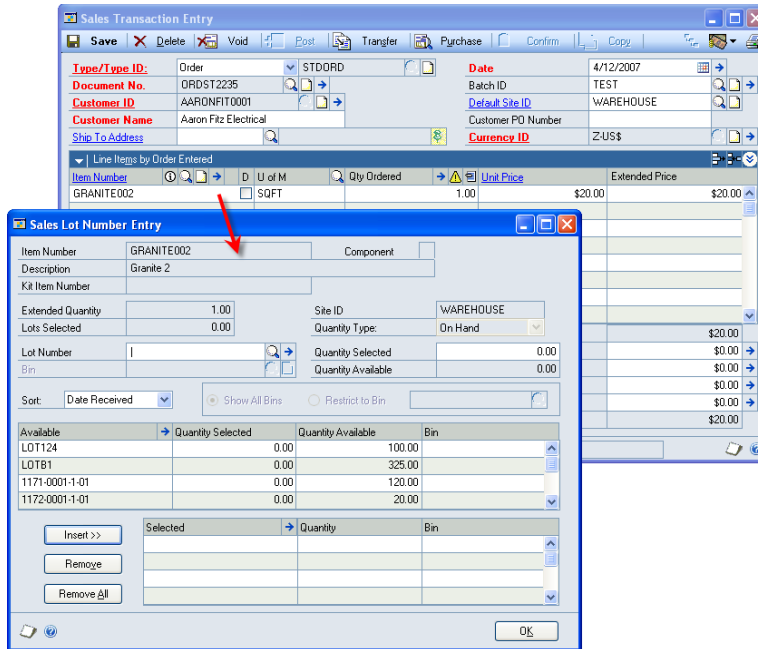 Sales Transaction Entry
Save Delete Void Post Transfer Purchase Confirm Copy
Type/Type ID: Order STDORD Date 4/12/2007
Document No. ORDST2235 Batch ID TEST
Customer ID AARONFIT0001 Default Site ID WAREHOUSE
Customer Name Aaron Fitz Electrical Customer PO Number
Ship To Address Currency ID Z-US$
Line Items by Order Entered
Item Number D U of M Qty Ordered Unit Price Extended Price
GRANITE002 SQFT 1.00 $20.00 $20.00
$20.00
$0.00
$0.00
$0.00
$0.00
$20.00
Sales Lot Number Entry
Item Number GRANITE002 Component
Description Granite 2
Kit Item Number
Extended Quantity 1.00 Site ID WAREHOUSE
Lots Selected 0.00 Quantity Type: On Hand
Lot Number Quantity Selected 0.00
Bin Quantity Available 0.00
Sort: Date Received Show All Bins Restrict to Bin
Available Quantity Selected Quantity Available Bin
LOT124 0.00 100.00
LOTB1 0.00 325.00
1171-0001-1-01 0.00 120.00
1172-0001-1-01 0.00 20.00
Insert >> Selected Quantity Bin
Remove
Remove All
OK